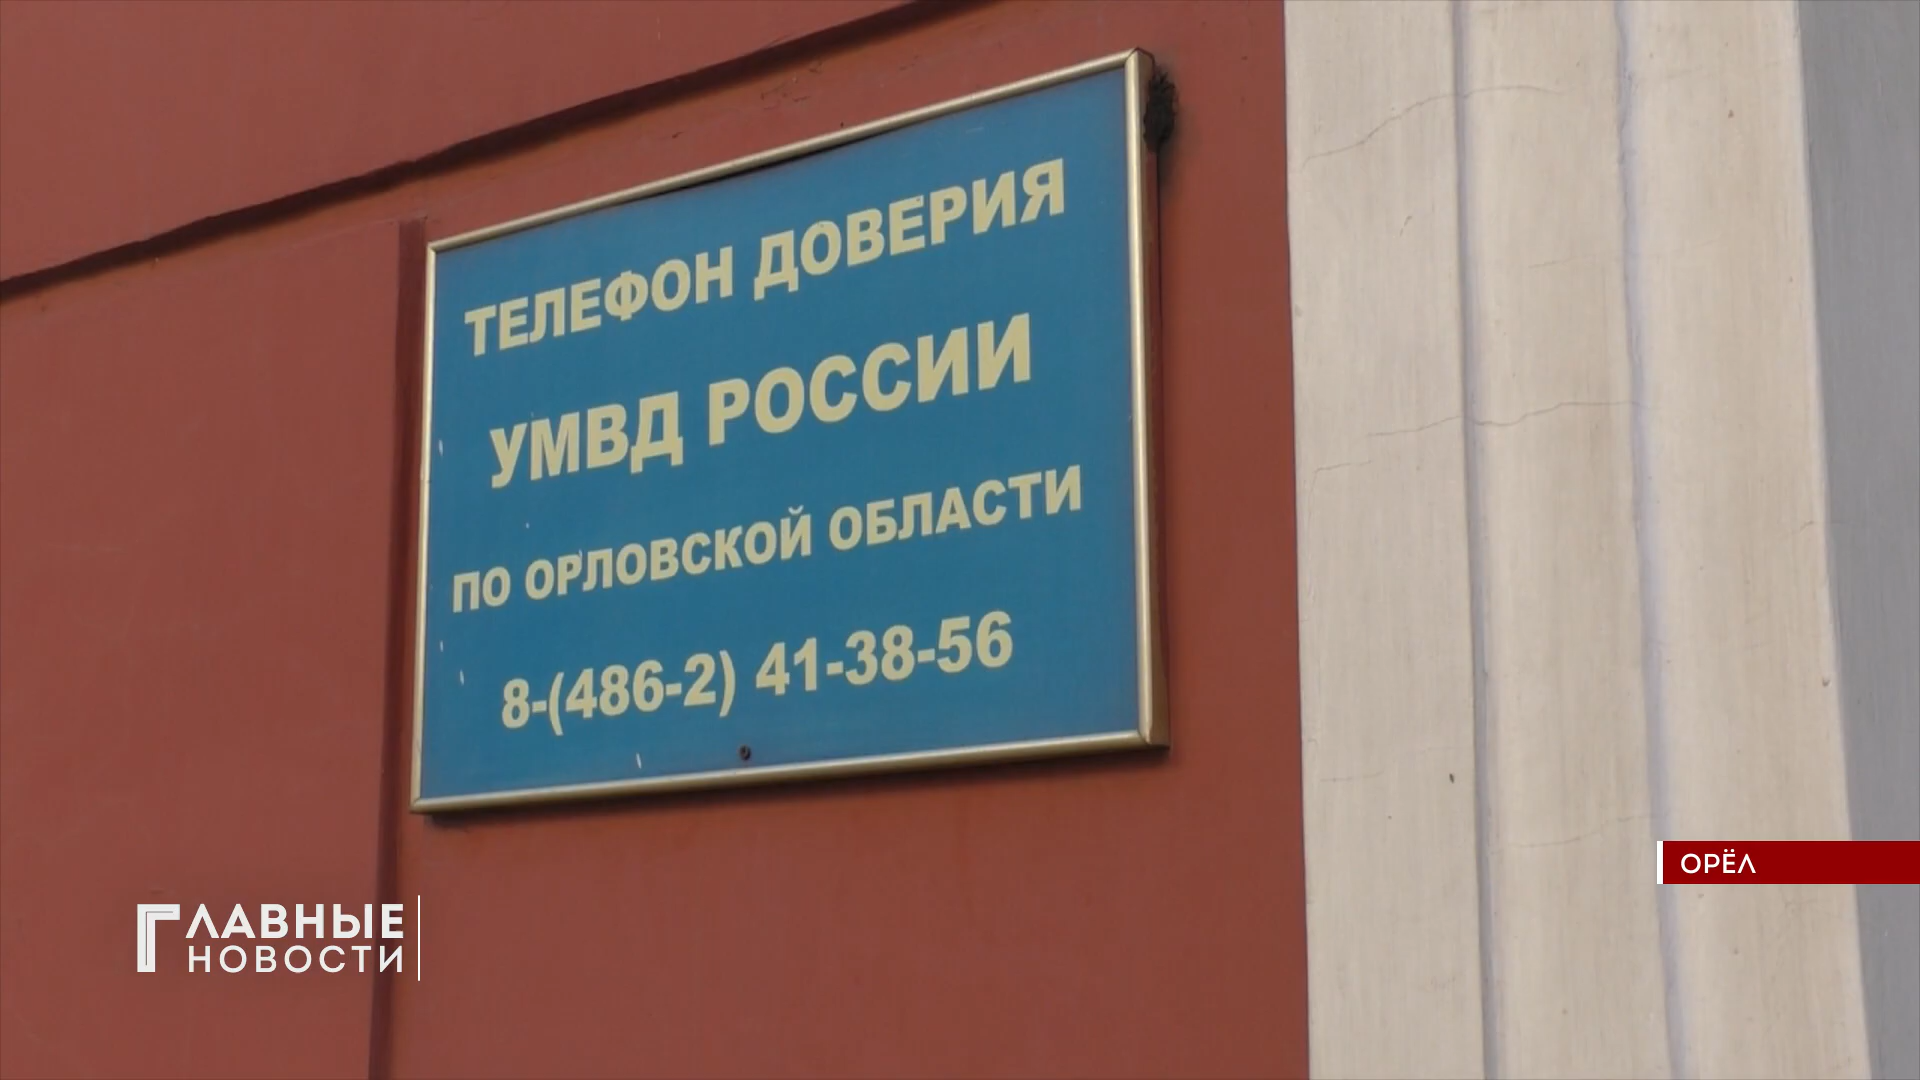 ТЕЛЕФОН ДОВЕРИЯ
УМВД РОССИИ
ПО ОРЛОВСКОЙ ОБЛАСТИ
8-(486-2) 41-38-56
ОРЁЛ
ГЛАВНЫЕ
НОВОСТИ